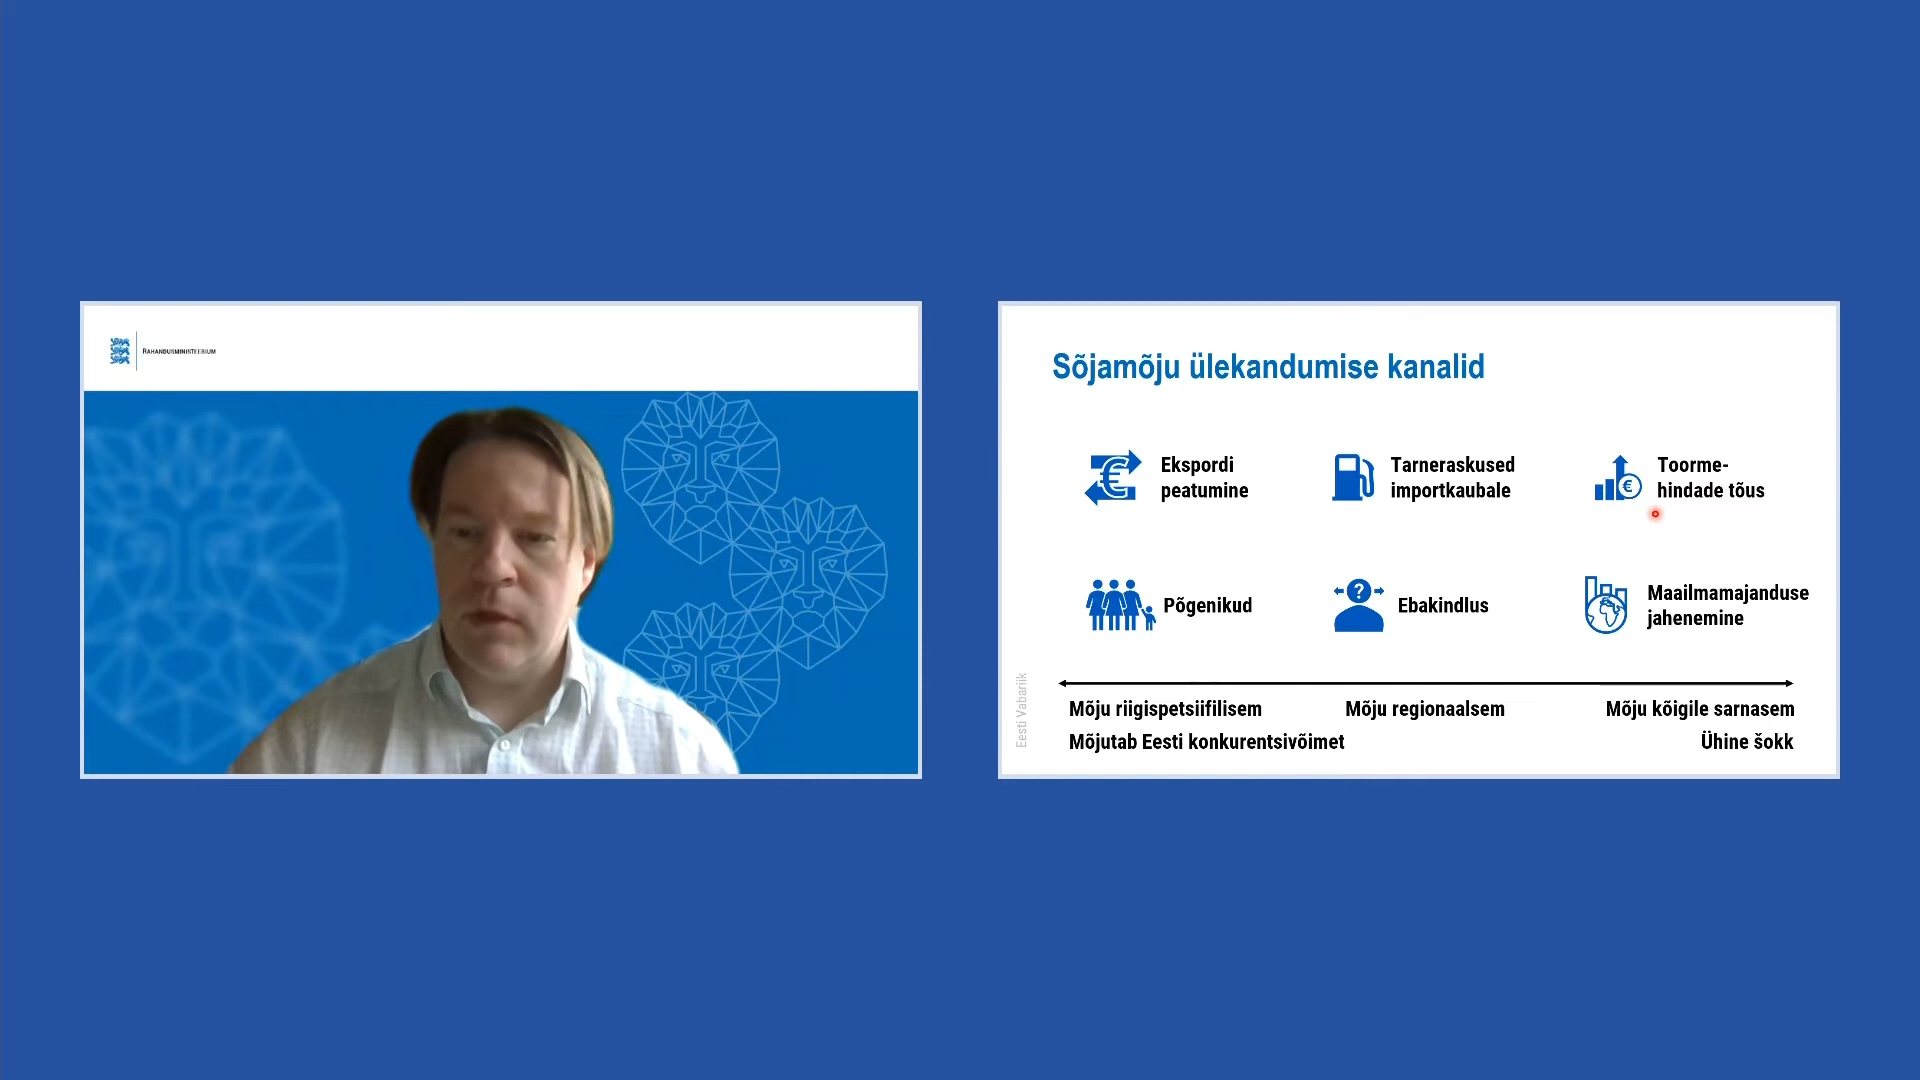 RAHANDUSMINISTEERIUM
Sõjamõju ülekandumise kanalid
Ekspordi
peatumine
Tarneraskused
importkaubale
Toorme-
hindade tõus
Põgenikud
Ebakindlus
Maailmamajanduse
jahenemine
Eesti Vabariik
Mõju riigispetsiifilisem
Mõju regionaalsem
Mõju kõigile sarnasem
Mõjutab Eesti konkurentsivõimet
Ühine šokk